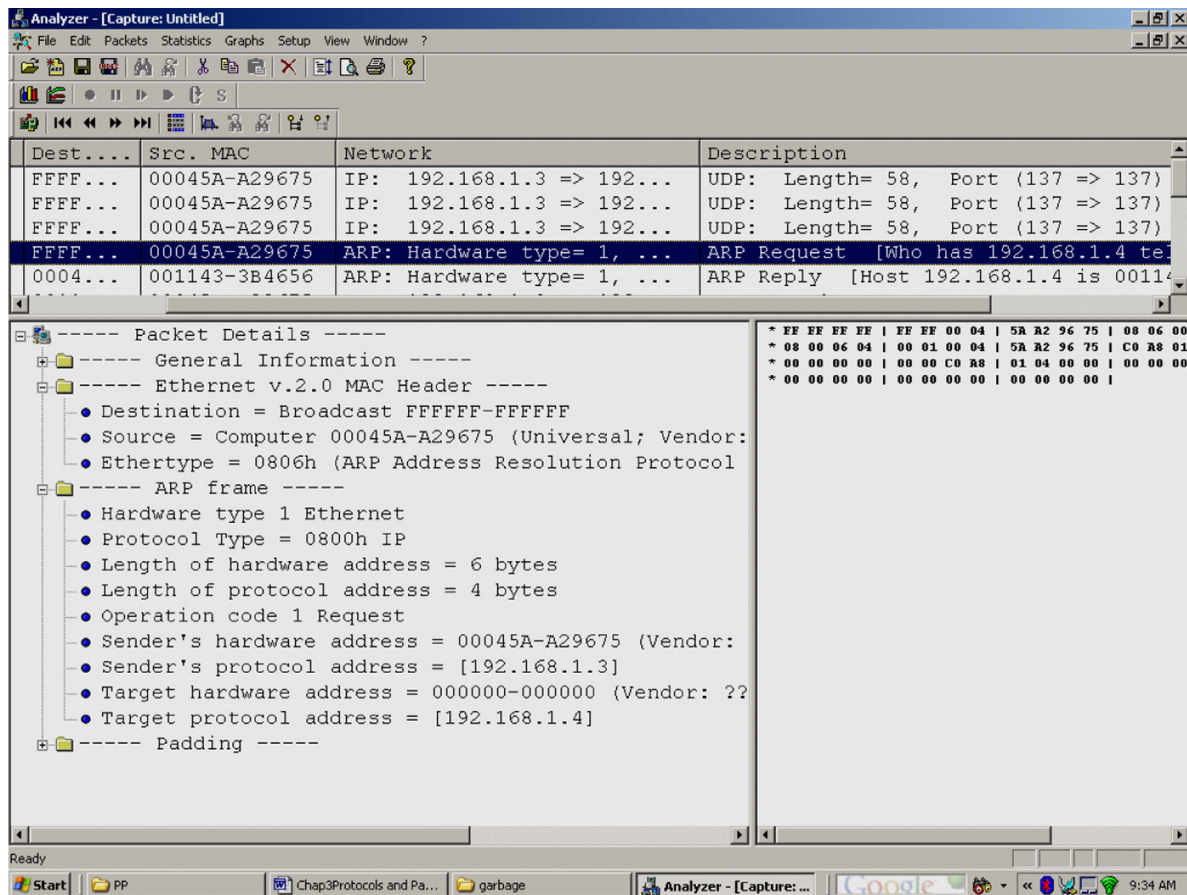 Analyzer - [Capture: Untitled]
File Edit Packets Statistics Graphs Setup View Window ?
S
Dest.... Src. MAC Network Description
FFFF... 00045A-A29675 IP: 192.168.1.3 => 192... UDP: Length= 58, Port (137 => 137)
FFFF... 00045A-A29675 IP: 192.168.1.3 => 192... UDP: Length= 58, Port (137 => 137)
FFFF... 00045A-A29675 IP: 192.168.1.3 => 192... UDP: Length= 58, Port (137 => 137)
FFFF... 00045A-A29675 ARP: Hardware type= 1, ... ARP Request [Who has 192.168.1.4 tel
0004... 001143-3B4656 ARP: Hardware type= 1, ... ARP Reply [Host 192.168.1.4 is 00114
----- Packet Details -----
----- General Information -----
----- Ethernet v.2.0 MAC Header -----
Destination = Broadcast FFFFFF-FFFFFF
Source = Computer 00045A-A29675 (Universal; Vendor:
Ethertype = 0806h (ARP Address Resolution Protocol
----- ARP frame -----
Hardware type 1 Ethernet
Protocol Type = 0800h IP
Length of hardware address = 6 bytes
Length of protocol address = 4 bytes
Operation code 1 Request
Sender's hardware address = 00045A-A29675 (Vendor:
Sender's protocol address = [192.168.1.3]
Target hardware address = 000000-000000 (Vendor: ??
Target protocol address = [192.168.1.4]
----- Padding -----
* FF FF FF FF | FF FF 00 04 | 5A A2 96 75 | 08 06 00
* 08 00 06 04 | 00 01 00 04 | 5A A2 96 75 | C0 A8 01
* 00 00 00 00 | 00 00 C0 A8 | 01 04 00 00 | 00 00 00
* 00 00 00 00 | 00 00 00 00 | 00 00 00 00 |
Ready
Start PP Chap3Protocols and Pa... garbage Analyzer - [Capture: ... Google « 9:34 AM